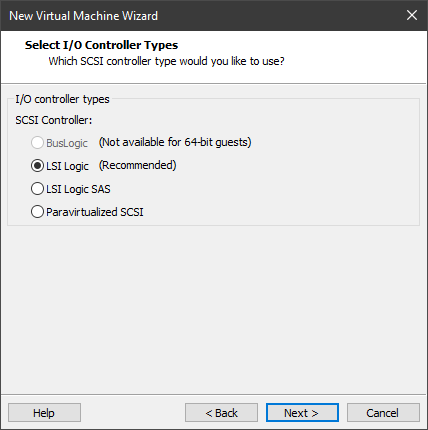 New Virtual Machine Wizard
Select I/O Controller Types
Which SCSI controller type would you like to use?
I/O controller types
SCSI Controller:
BusLogic (Not available for 64-bit guests)
LSI Logic (Recommended)
LSI Logic SAS
Paravirtualized SCSI
Help < Back Next > Cancel